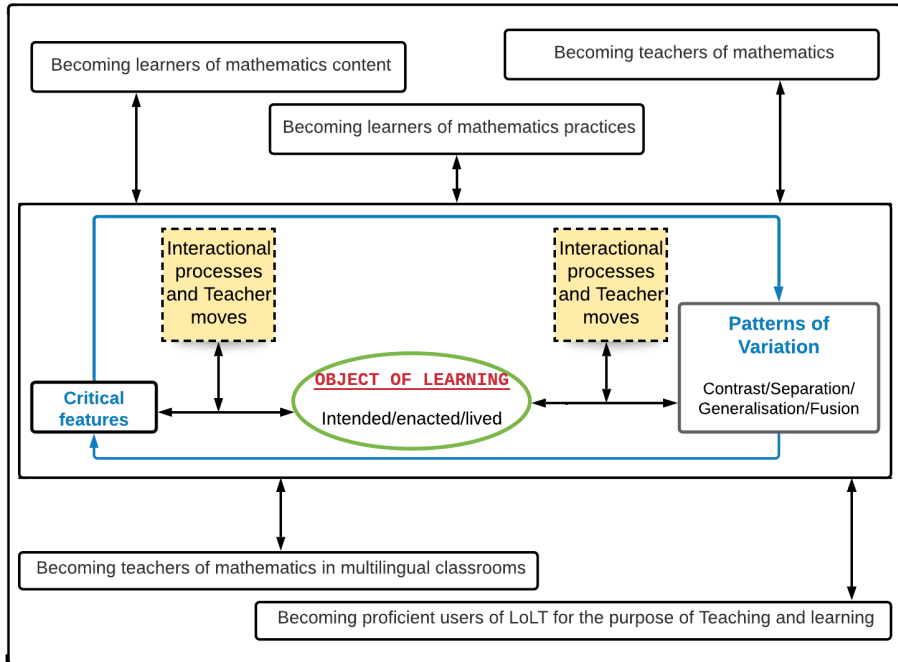 Becoming learners of mathematics content
Becoming teachers of mathematics
Becoming learners of mathematics practices
Interactional
processes
and Teacher
moves
Interactional
processes
and Teacher
moves
Patterns of
Variation
Contrast/Separation/
Generalisation/Fusion
OBJECT OF LEARNING
Intended/enacted/lived
Critical
features
Becoming teachers of mathematics in multilingual classrooms
Becoming proficient users of LoLT for the purpose of Teaching and learning